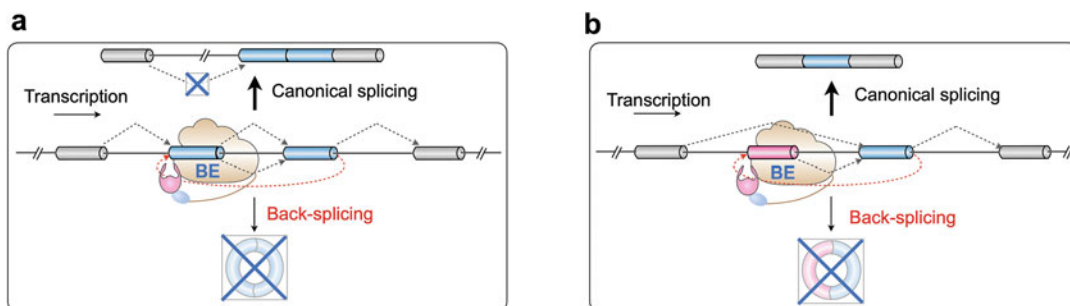 a
Transcription
Canonical splicing
BE
Back-splicing
b
Transcription
Canonical splicing
BE
Back-splicing